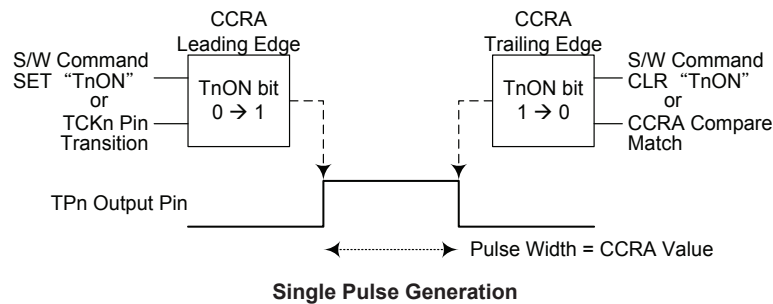 CCRA
Leading Edge
S/W Command
SET “TnON”
or
TCKn Pin
Transition
TnON bit
0 → 1
CCRA
Trailing Edge
TnON bit
1 → 0
S/W Command
CLR “TnON”
or
CCRA Compare
Match
TPn Output Pin
Pulse Width = CCRA Value
Single Pulse Generation